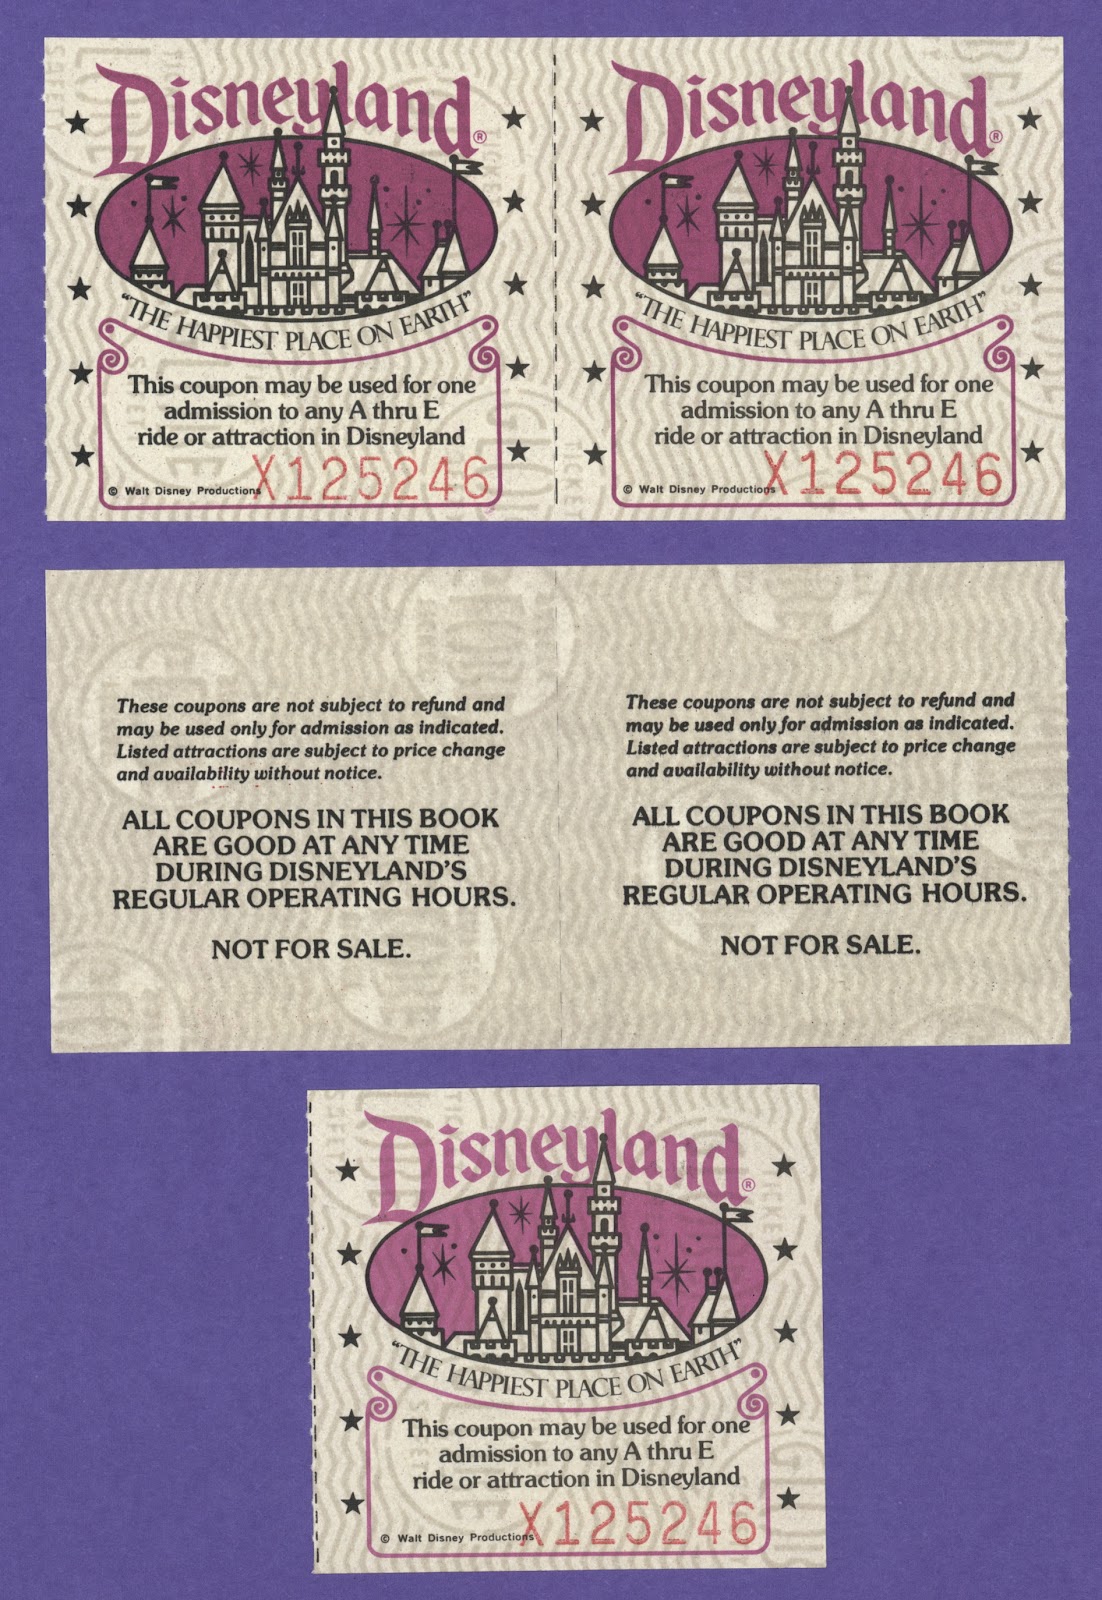 Disneyland®
"THE HAPPIEST PLACE ON EARTH"
This coupon may be used for one
admission to any A thru E
ride or attraction in Disneyland
© Walt Disney Productions X125246
Disneyland®
"THE HAPPIEST PLACE ON EARTH"
This coupon may be used for one
admission to any A thru E
ride or attraction in Disneyland
© Walt Disney Productions X125246
These coupons are not subject to refund and
may be used only for admission as indicated.
Listed attractions are subject to price change
and availability without notice.
ALL COUPONS IN THIS BOOK
ARE GOOD AT ANY TIME
DURING DISNEYLAND'S
REGULAR OPERATING HOURS.
NOT FOR SALE.
These coupons are not subject to refund and
may be used only for admission as indicated.
Listed attractions are subject to price change
and availability without notice.
ALL COUPONS IN THIS BOOK
ARE GOOD AT ANY TIME
DURING DISNEYLAND'S
REGULAR OPERATING HOURS.
NOT FOR SALE.
Disneyland®
"THE HAPPIEST PLACE ON EARTH"
This coupon may be used for one
admission to any A thru E
ride or attraction in Disneyland
© Walt Disney Productions X125246